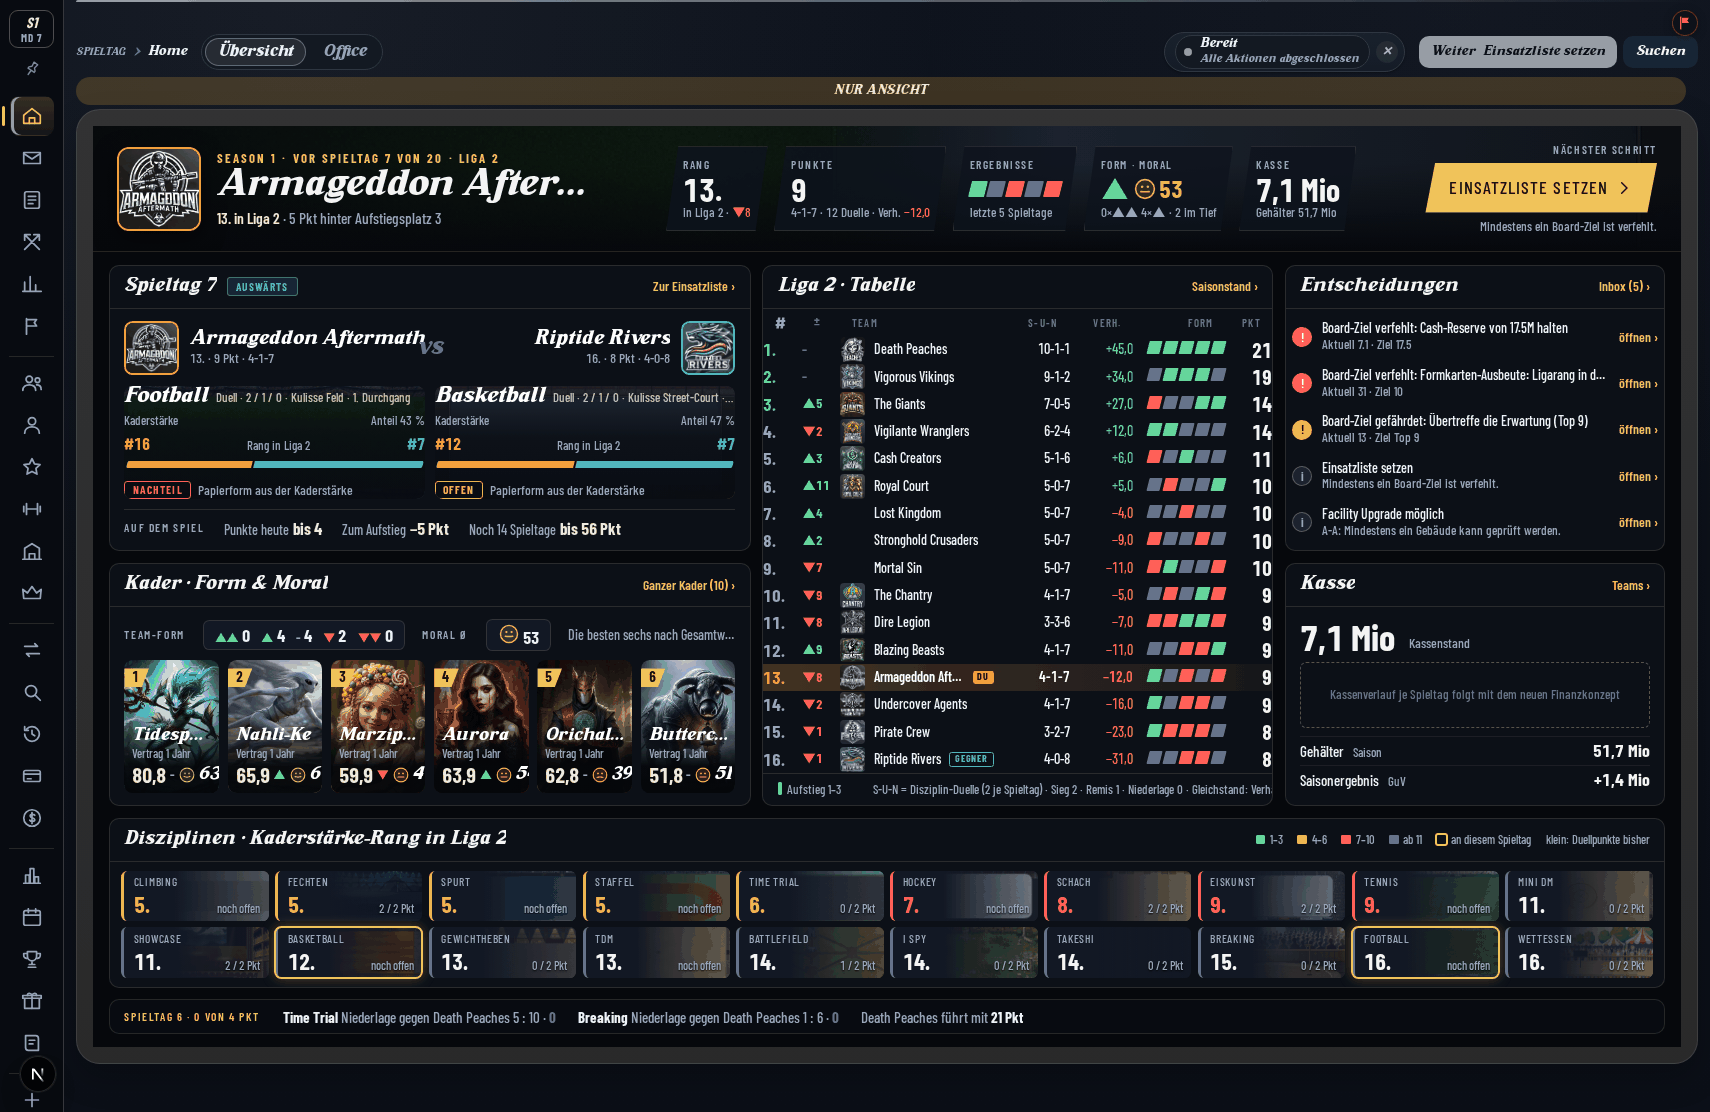 S1
MD 7
SPIELTAG > Home
Übersicht
Office
Bereit
Alle Aktionen abgeschlossen
Weiter Einsatzliste setzen
Suchen
NUR ANSICHT
SEASON 1 · VOR SPIELTAG 7 VON 20 · LIGA 2
Armageddon After...
13. in Liga 2 · 5 Pkt hinter Aufstiegsplatz 3
RANG
13.
in Liga 2 · ▼8
PUNKTE
9
4-1-7 · 12 Duelle · Verh. −12,0
ERGEBNISSE
letzte 5 Spieltage
FORM · MORAL
▲ 53
0×▲▲ 4×▲ · 2 im Tief
KASSE
7,1 Mio
Gehälter 51,7 Mio
NÄCHSTER SCHRITT
EINSATZLISTE SETZEN >
Mindestens ein Board-Ziel ist verfehlt.
Spieltag 7 AUSWÄRTS
Zur Einsatzliste ›
Armageddon Aftermath
13. · 9 Pkt · 4-1-7
VS
Riptide Rivers
16. · 8 Pkt · 4-0-8
Football Duell · 2 / 1 / 0 · Kulisse Feld · 1. Durchgang
Kaderstärke Anteil 43 %
#16 Rang in Liga 2 #7
NACHTEIL Papierform aus der Kaderstärke
Basketball Duell · 2 / 1 / 0 · Kulisse Street-Court ·...
Kaderstärke Anteil 47 %
#12 Rang in Liga 2 #7
OFFEN Papierform aus der Kaderstärke
AUF DEM SPIEL Punkte heute bis 4 Zum Aufstieg −5 Pkt Noch 14 Spieltage bis 56 Pkt
Kader · Form & Moral
Ganzer Kader (10) ›
TEAM-FORM ▲▲ 0 ▲ 4 - 4 ▼ 2 ▼▼ 0 MORAL Ø 53 Die besten sechs nach Gesamtw...
1
Tidesp...
Vertrag 1 Jahr
80,8 - 63
2
Nahli-Ke
Vertrag 1 Jahr
65,9 ▲ 6
3
Marzip...
Vertrag 1 Jahr
59,9 ▼ 4
4
Aurora
Vertrag 1 Jahr
63,9 ▲ 5
5
Orichal...
Vertrag 1 Jahr
62,8 - 39
6
Butterc...
Vertrag 1 Jahr
51,8 - 51
Liga 2 · Tabelle
Saisonstand ›
# ± TEAM S-U-N VERH. FORM PKT
1. - Death Peaches 10-1-1 +45,0 21
2. - Vigorous Vikings 9-1-2 +34,0 19
3. ▲5 The Giants 7-0-5 +27,0 14
4. ▼2 Vigilante Wranglers 6-2-4 +12,0 14
5. ▲3 Cash Creators 5-1-6 +6,0 11
6. ▲11 Royal Court 5-0-7 +5,0 10
7. ▲4 Lost Kingdom 5-0-7 −4,0 10
8. ▲2 Stronghold Crusaders 5-0-7 −9,0 10
9. ▼7 Mortal Sin 5-0-7 −11,0 10
10. ▼9 The Chantry 4-1-7 −5,0 9
11. ▼8 Dire Legion 3-3-6 −7,0 9
12. ▲9 Blazing Beasts 4-1-7 −11,0 9
13. ▼8 Armageddon Aft... DU 4-1-7 −12,0 9
14. ▼2 Undercover Agents 4-1-7 −16,0 9
15. ▼1 Pirate Crew 3-2-7 −23,0 8
16. ▼1 Riptide Rivers GEGNER 4-0-8 −31,0 8
Aufstieg 1–3 S-U-N = Disziplin-Duelle (2 je Spieltag) · Sieg 2 · Remis 1 · Niederlage 0 · Gleichstand: Verh
Entscheidungen
Inbox (5) ›
Board-Ziel verfehlt: Cash-Reserve von 17.5M halten
Aktuell 7.1 · Ziel 17.5
öffnen ›
Board-Ziel verfehlt: Formkarten-Ausbeute: Ligarang in d...
Aktuell 31 · Ziel 10
öffnen ›
Board-Ziel gefährdet: Übertreffe die Erwartung (Top 9)
Aktuell 13 · Ziel Top 9
öffnen ›
Einsatzliste setzen
Mindestens ein Board-Ziel ist verfehlt.
öffnen ›
Facility Upgrade möglich
A-A: Mindestens ein Gebäude kann geprüft werden.
öffnen ›
Kasse
Teams ›
7,1 Mio Kassenstand
Kassenverlauf je Spieltag folgt mit dem neuen Finanzkonzept
Gehälter Saison 51,7 Mio
Saisonergebnis GuV +1,4 Mio
Disziplinen · Kaderstärke-Rang in Liga 2
1–3 4–6 7–10 ab 11 an diesem Spieltag klein: Duellpunkte bisher
CLIMBING
5. noch offen
FECHTEN
5. 2 / 2 Pkt
SPURT
5. noch offen
STAFFEL
5. noch offen
TIME TRIAL
6. 0 / 2 Pkt
HOCKEY
7. noch offen
SCHACH
8. 2 / 2 Pkt
EISKUNST
9. 2 / 2 Pkt
TENNIS
9. noch offen
MINI DM
11. noch offen
SHOWCASE
11. 2 / 2 Pkt
BASKETBALL
12. noch offen
GEWICHTHEBEN
13. 0 / 2 Pkt
TDM
13. noch offen
BATTLEFIELD
14. 1 / 2 Pkt
I SPY
14. 0 / 2 Pkt
TAKESHI
14. 0 / 2 Pkt
BREAKING
15. 0 / 2 Pkt
FOOTBALL
16. noch offen
WETTESSEN
16. 0 / 2 Pkt
SPIELTAG 6 · 0 VON 4 PKT Time Trial Niederlage gegen Death Peaches 5 : 10 · 0 Breaking Niederlage gegen Death Peaches 1 : 6 · 0 Death Peaches führt mit 21 Pkt
N